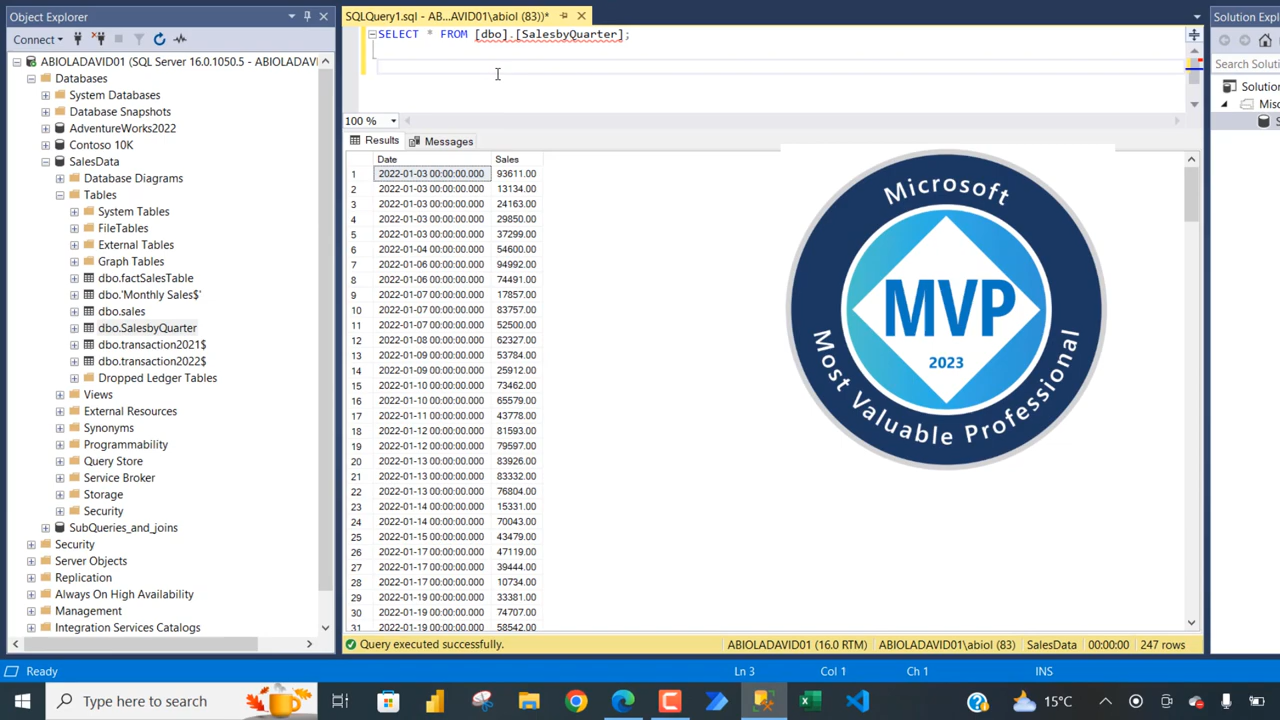 Object Explorer
Connect
ABIOLADAVID01 (SQL Server 16.0.1050.5 - ABIOLADAVI
Databases
System Databases
Database Snapshots
AdventureWorks2022
Contoso 10K
SalesData
Database Diagrams
Tables
System Tables
FileTables
External Tables
Graph Tables
dbo.factSalesTable
dbo.'Monthly Sales$'
dbo.sales
dbo.SalesbyQuarter
dbo.transaction2021$
dbo.transaction2022$
Dropped Ledger Tables
Views
External Resources
Synonyms
Programmability
Query Store
Service Broker
Storage
Security
SubQueries_and_joins
Security
Server Objects
Replication
Always On High Availability
Management
Integration Services Catalogs
SQLQuery1.sql - AB...AVID01\abiol (83))*
SELECT * FROM [dbo].[SalesbyQuarter];
100 %
Results Messages
Date Sales
1 2022-01-03 00:00:00.000 93611.00
2 2022-01-03 00:00:00.000 13134.00
3 2022-01-03 00:00:00.000 24163.00
4 2022-01-03 00:00:00.000 29850.00
5 2022-01-03 00:00:00.000 37299.00
6 2022-01-04 00:00:00.000 54600.00
7 2022-01-06 00:00:00.000 94992.00
8 2022-01-06 00:00:00.000 74491.00
9 2022-01-07 00:00:00.000 17857.00
10 2022-01-07 00:00:00.000 83757.00
11 2022-01-07 00:00:00.000 52500.00
12 2022-01-08 00:00:00.000 62327.00
13 2022-01-09 00:00:00.000 53784.00
14 2022-01-09 00:00:00.000 25912.00
15 2022-01-10 00:00:00.000 73462.00
16 2022-01-10 00:00:00.000 65579.00
17 2022-01-11 00:00:00.000 43778.00
18 2022-01-12 00:00:00.000 81593.00
19 2022-01-12 00:00:00.000 79597.00
20 2022-01-13 00:00:00.000 83926.00
21 2022-01-13 00:00:00.000 83332.00
22 2022-01-13 00:00:00.000 76804.00
23 2022-01-14 00:00:00.000 15331.00
24 2022-01-14 00:00:00.000 70043.00
25 2022-01-15 00:00:00.000 43479.00
26 2022-01-17 00:00:00.000 47119.00
27 2022-01-17 00:00:00.000 39444.00
28 2022-01-17 00:00:00.000 10734.00
29 2022-01-19 00:00:00.000 33381.00
30 2022-01-19 00:00:00.000 74707.00
31 2022-01-19 00:00:00.000 58542.00
Microsoft
MVP
2023
Most Valuable Professional
Query executed successfully. ABIOLADAVID01 (16.0 RTM) ABIOLADAVID01\abiol (83) SalesData 00:00:00 247 rows
Solution Explo
Search Soluti
Solutio
Misc
S
Ready Ln 3 Col 1 Ch 1 INS
Type here to search
15°C